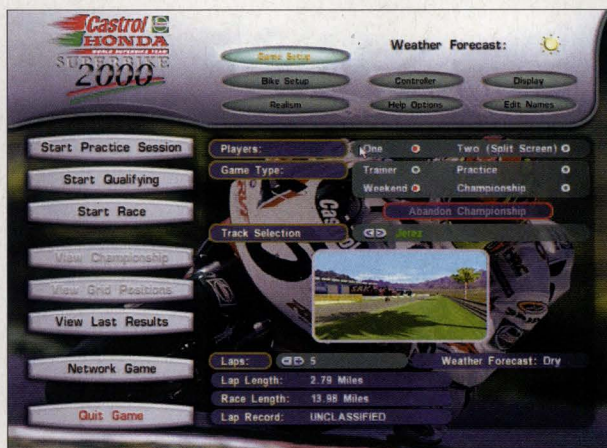 Castrol
HONDA
WORLD SUPERBIKE TEAM
SUPERBIKE
2000
Game Setup
Weather Forecast:
Bike Setup
Controller
Display
Realism
Help Options
Edit Names
Start Practice Session
Start Qualifying
Start Race
View Championship
View Grid Positions
View Last Results
Network Game
Quit Game
Players:
One
Two (Split Screen)
Game Type:
Trainer
Practice
Weekend
Championship
Abandon Championship
Track Selection
Jerez
Laps:
5
Weather Forecast: Dry
Lap Length:
2.79 Miles
Race Length:
13.98 Miles
Lap Record:
UNCLASSIFIED